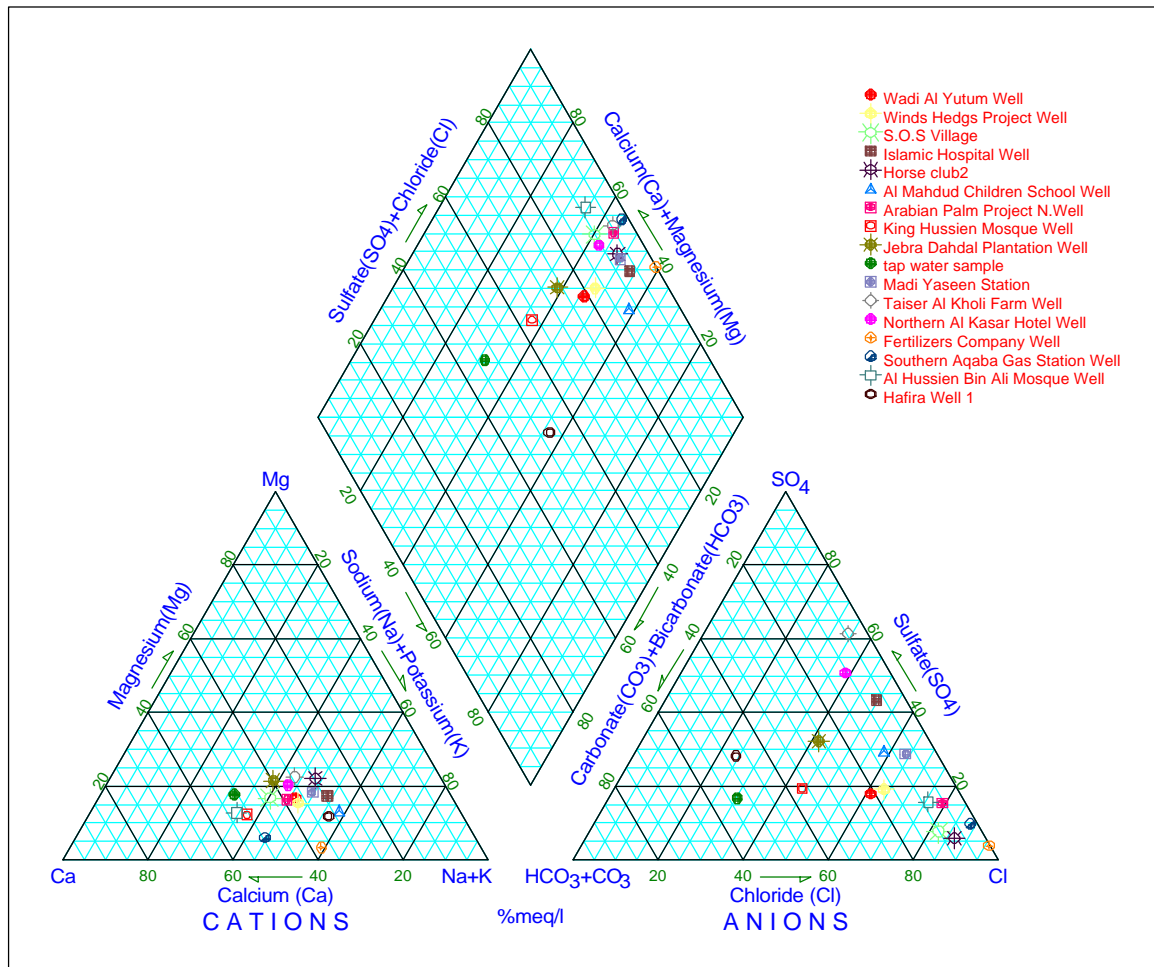 80
80
Sulfate(SO4)+Chloride(Cl)
Calcium(Ca)+Magnesium(Mg)
60
60
40
40
20
20
Wadi Al Yutum Well
Winds Hedgs Project Well
S.O.S Village
Islamic Hospital Well
Horse club2
Al Mahdud Children School Well
Arabian Palm Project N.Well
King Hussien Mosque Well
Jebra Dahdal Plantation Well
tap water sample
Madi Yaseen Station
Taiser Al Kholi Farm Well
Northern Al Kasar Hotel Well
Fertilizers Company Well
Southern Aqaba Gas Station Well
Al Hussien Bin Ali Mosque Well
Hafira Well 1
20
20
40
40
60
60
80
80
Mg
80
20
Magnesium(Mg)
Sodium(Na)+Potassium(K)
60
40
40
60
20
80
Ca
80
60
40
20
Na+K
Calcium (Ca)
CATIONS
%meq/l
SO4
20
80
Carbonate(CO3)+Bicarbonate(HCO3)
Sulfate(SO4)
40
60
60
40
80
20
HCO3+CO3
20
40
60
80
Cl
Chloride (Cl)
ANIONS